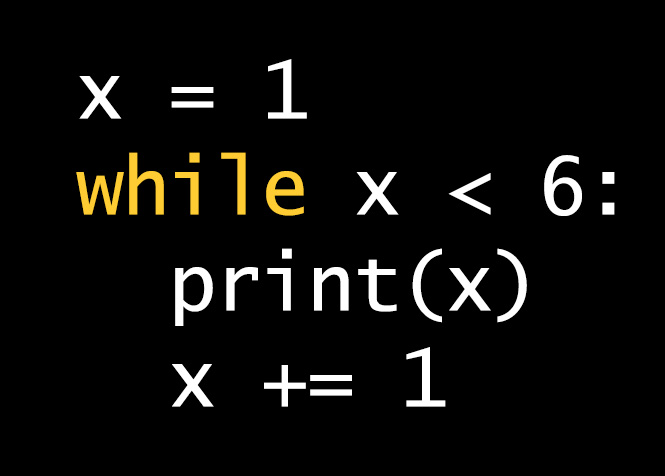 x = 1
while x < 6:
  print(x)
  x += 1